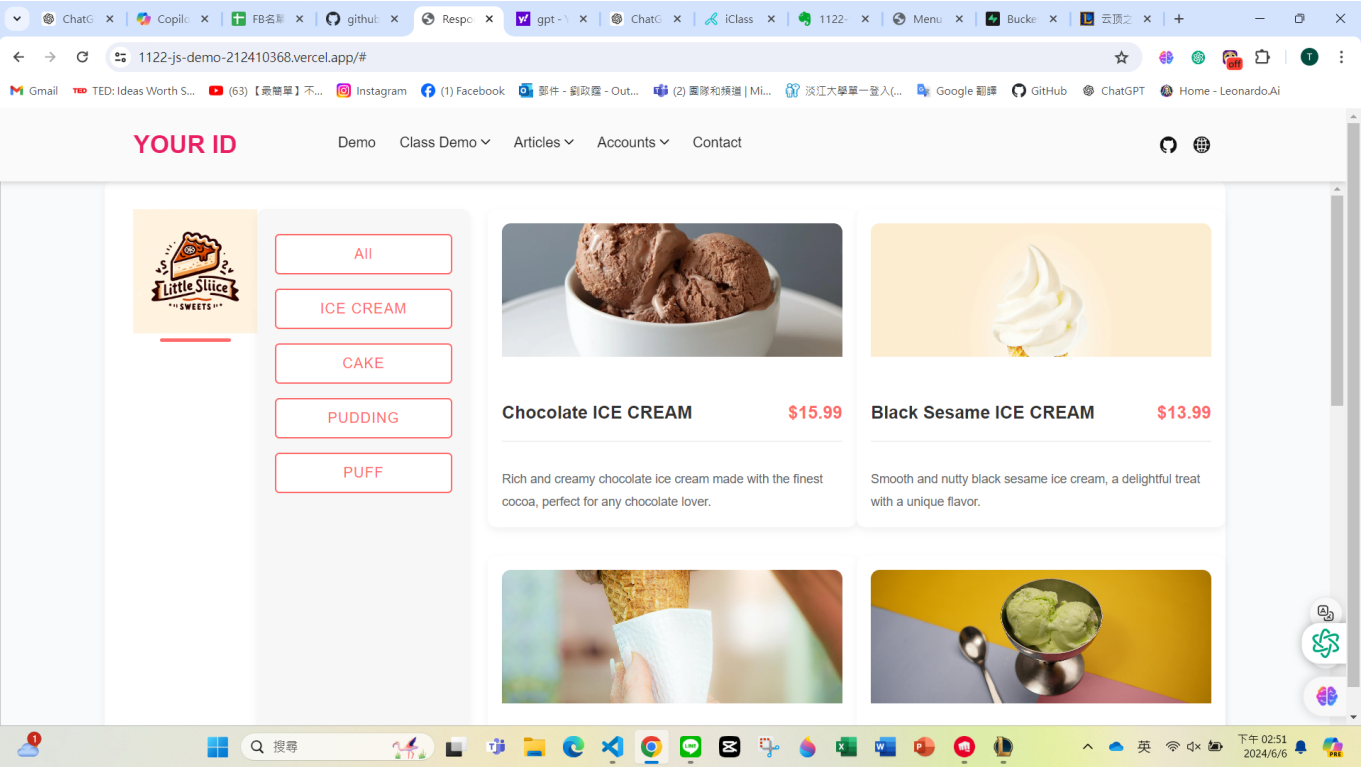 ChatG
Copilc
FB名單
github
Respo
gpt - Y
ChatG
iClass
1122
Menu
Bucke
云顶之
1122-js-demo-212410368.vercel.app/#
off
T
Gmail
TED: Ideas Worth S...
(63)【最簡單】不...
Instagram
(1) Facebook
郵件 - 劉政霆 - Out...
(2) 團隊和頻道 | Mi...
淡江大學單一登入(...
Google 翻譯
GitHub
ChatGPT
Home - Leonardo.Ai
YOUR ID
Demo
Class Demo
Articles
Accounts
Contact
Little Sliice
SWEETS
All
ICE CREAM
CAKE
PUDDING
PUFF
Chocolate ICE CREAM
$15.99
Rich and creamy chocolate ice cream made with the finest
cocoa, perfect for any chocolate lover.
Black Sesame ICE CREAM
$13.99
Smooth and nutty black sesame ice cream, a delightful treat
with a unique flavor.
1
搜尋
英
下午 02:51
2024/6/6
PRE